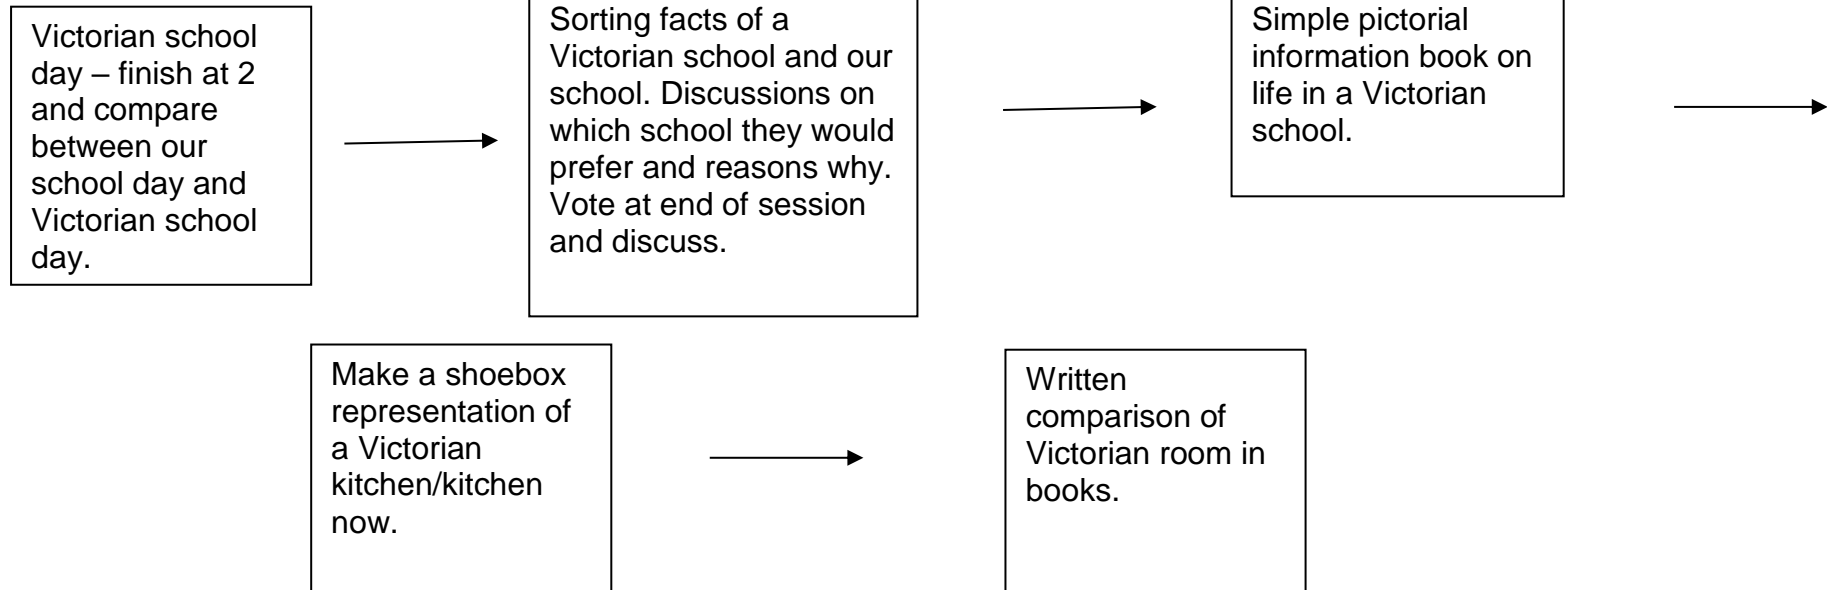 Victorian school
day – finish at 2
and compare
between our
school day and
Victorian school
day.
Sorting facts of a
Victorian school and our
school. Discussions on
which school they would
prefer and reasons why.
Vote at end of session
and discuss.
Simple pictorial
information book on
life in a Victorian
school.
Make a shoebox
representation of
a Victorian
kitchen/kitchen
now.
Written
comparison of
Victorian room in
books.